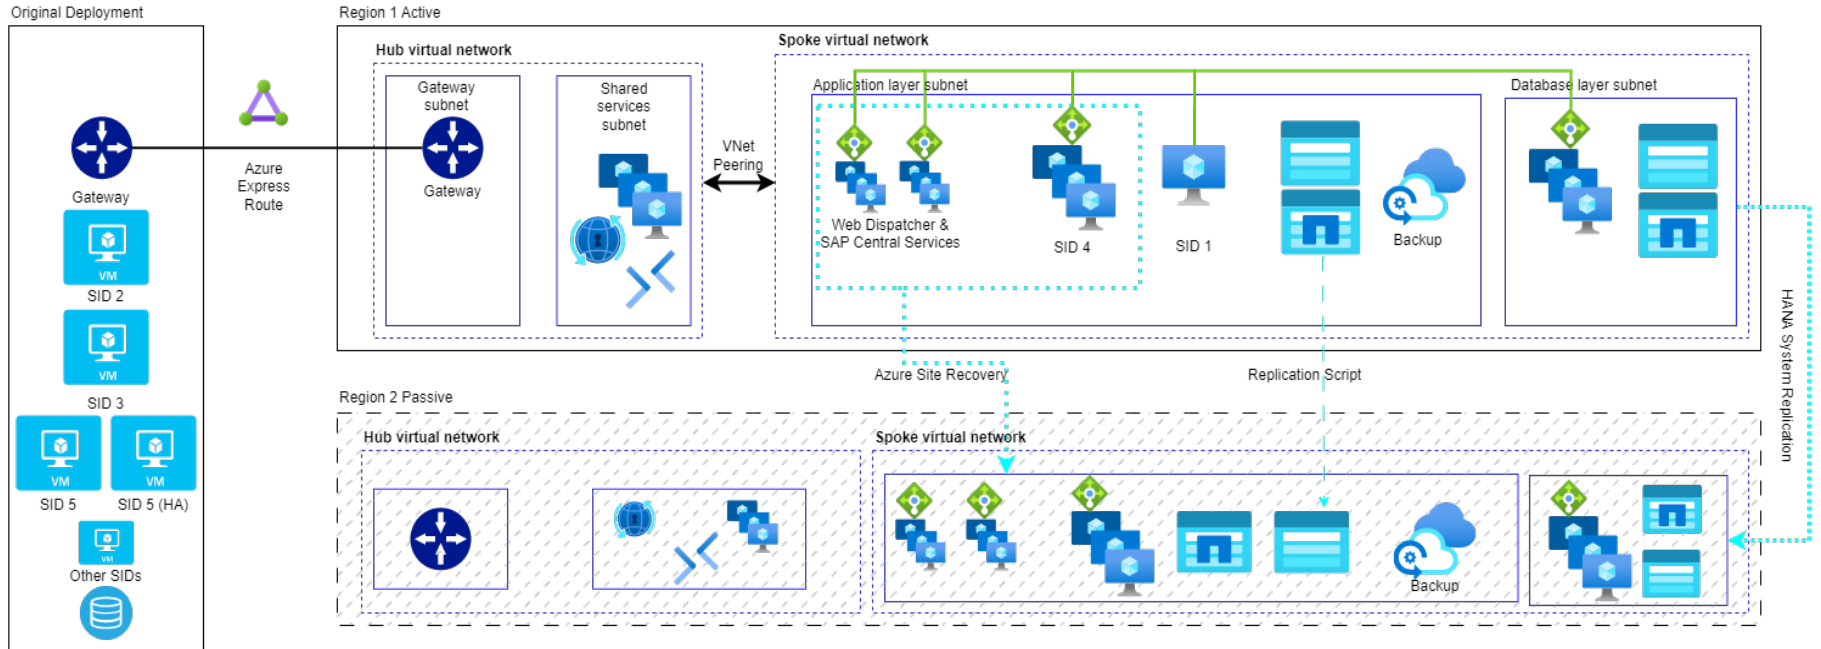 Original Deployment
Gateway
VM
SID 2
VM
SID 3
VM
VM
SID 5
SID 5 (HA)
VM
Other SIDs
Azure
Express
Route
Region 1 Active
Hub virtual network
Gateway
subnet
Gateway
Shared
services
subnet
VNet
Peering
Spoke virtual network
Application layer subnet
Web Dispatcher &
SAP Central Services
SID 4
SID 1
Backup
Database layer subnet
HANA System Replication
Azure Site Recovery
Replication Script
Region 2 Passive
Hub virtual network
Spoke virtual network
Backup